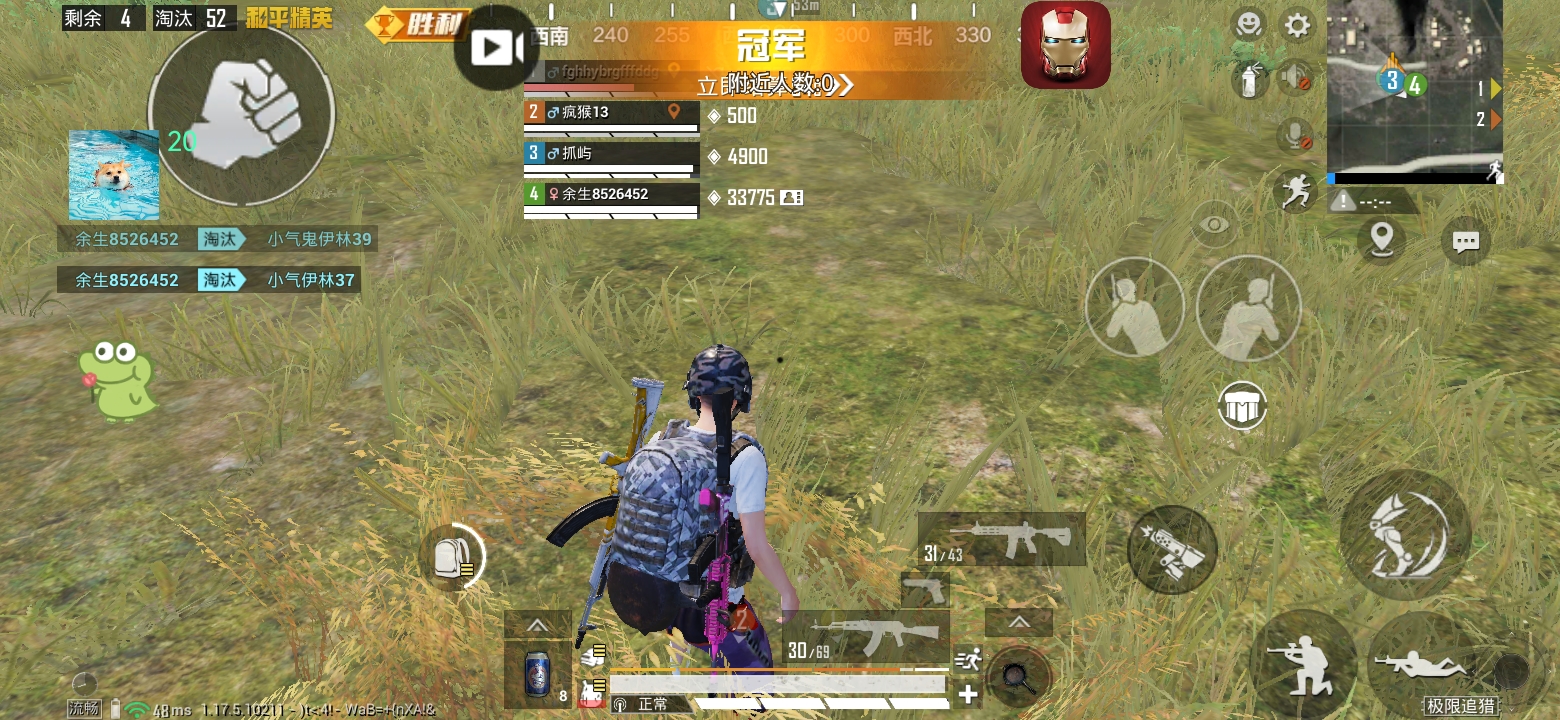 剩余 4 淘汰 52 和平精英
胜利
53m
西南 240 255 300 西北 330
冠军
附近人数:0
fghhybrgfffddg
2 疯猴13 500
3 抓屿 4900
4 余生8526452 33775
20
余生8526452 淘汰 小气鬼伊林39
余生8526452 淘汰 小气伊林37
3 4
1
2
--:--
31/43
2
30/69
8
正常
流畅 48ms 1.17.5.10211 - )t<:4!- WaB=+{nXA!&
极限追猎